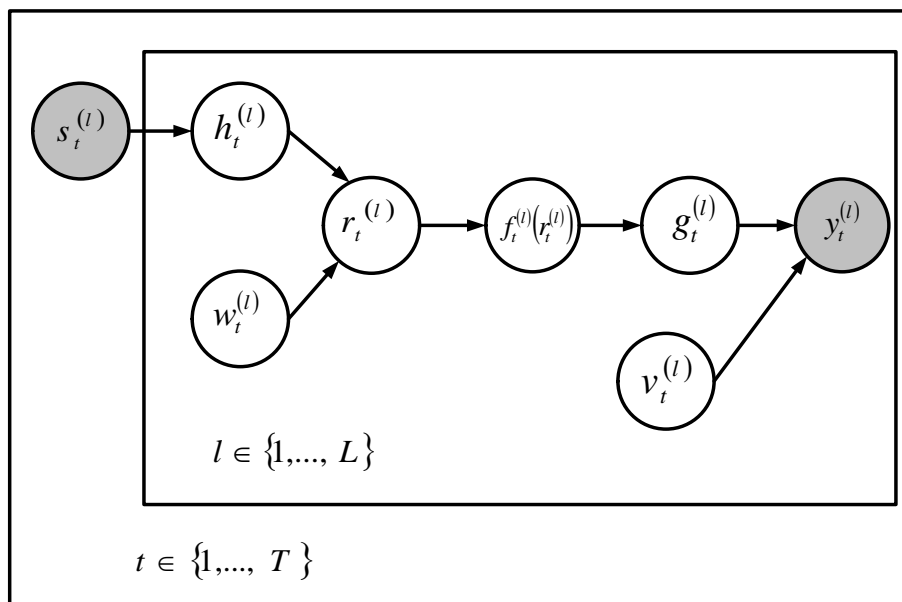 s_t^{(l)}
h_t^{(l)}
r_t^{(l)}
f_t^{(l)}(r_t^{(l)})
g_t^{(l)}
y_t^{(l)}
w_t^{(l)}
v_t^{(l)}
l ∈ {1,..., L}
t ∈ {1,..., T}